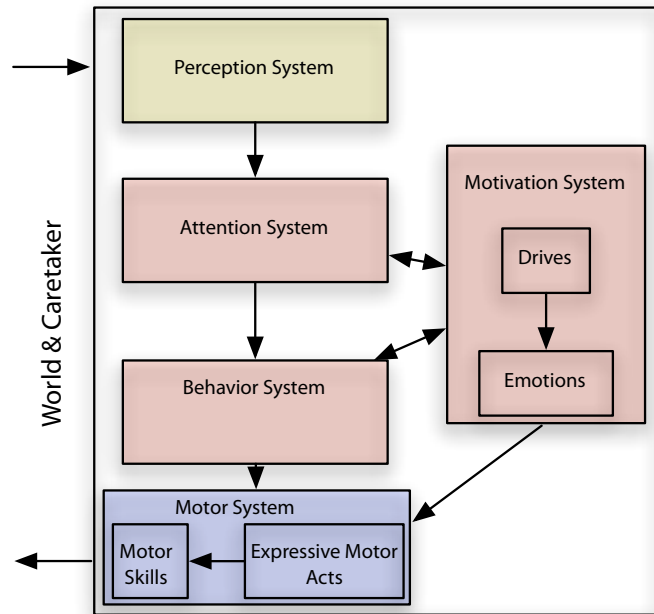 Perception System
Attention System
Motivation System
Drives
Emotions
Behavior System
Motor System
Motor
Skills
Expressive Motor
Acts
World & Caretaker